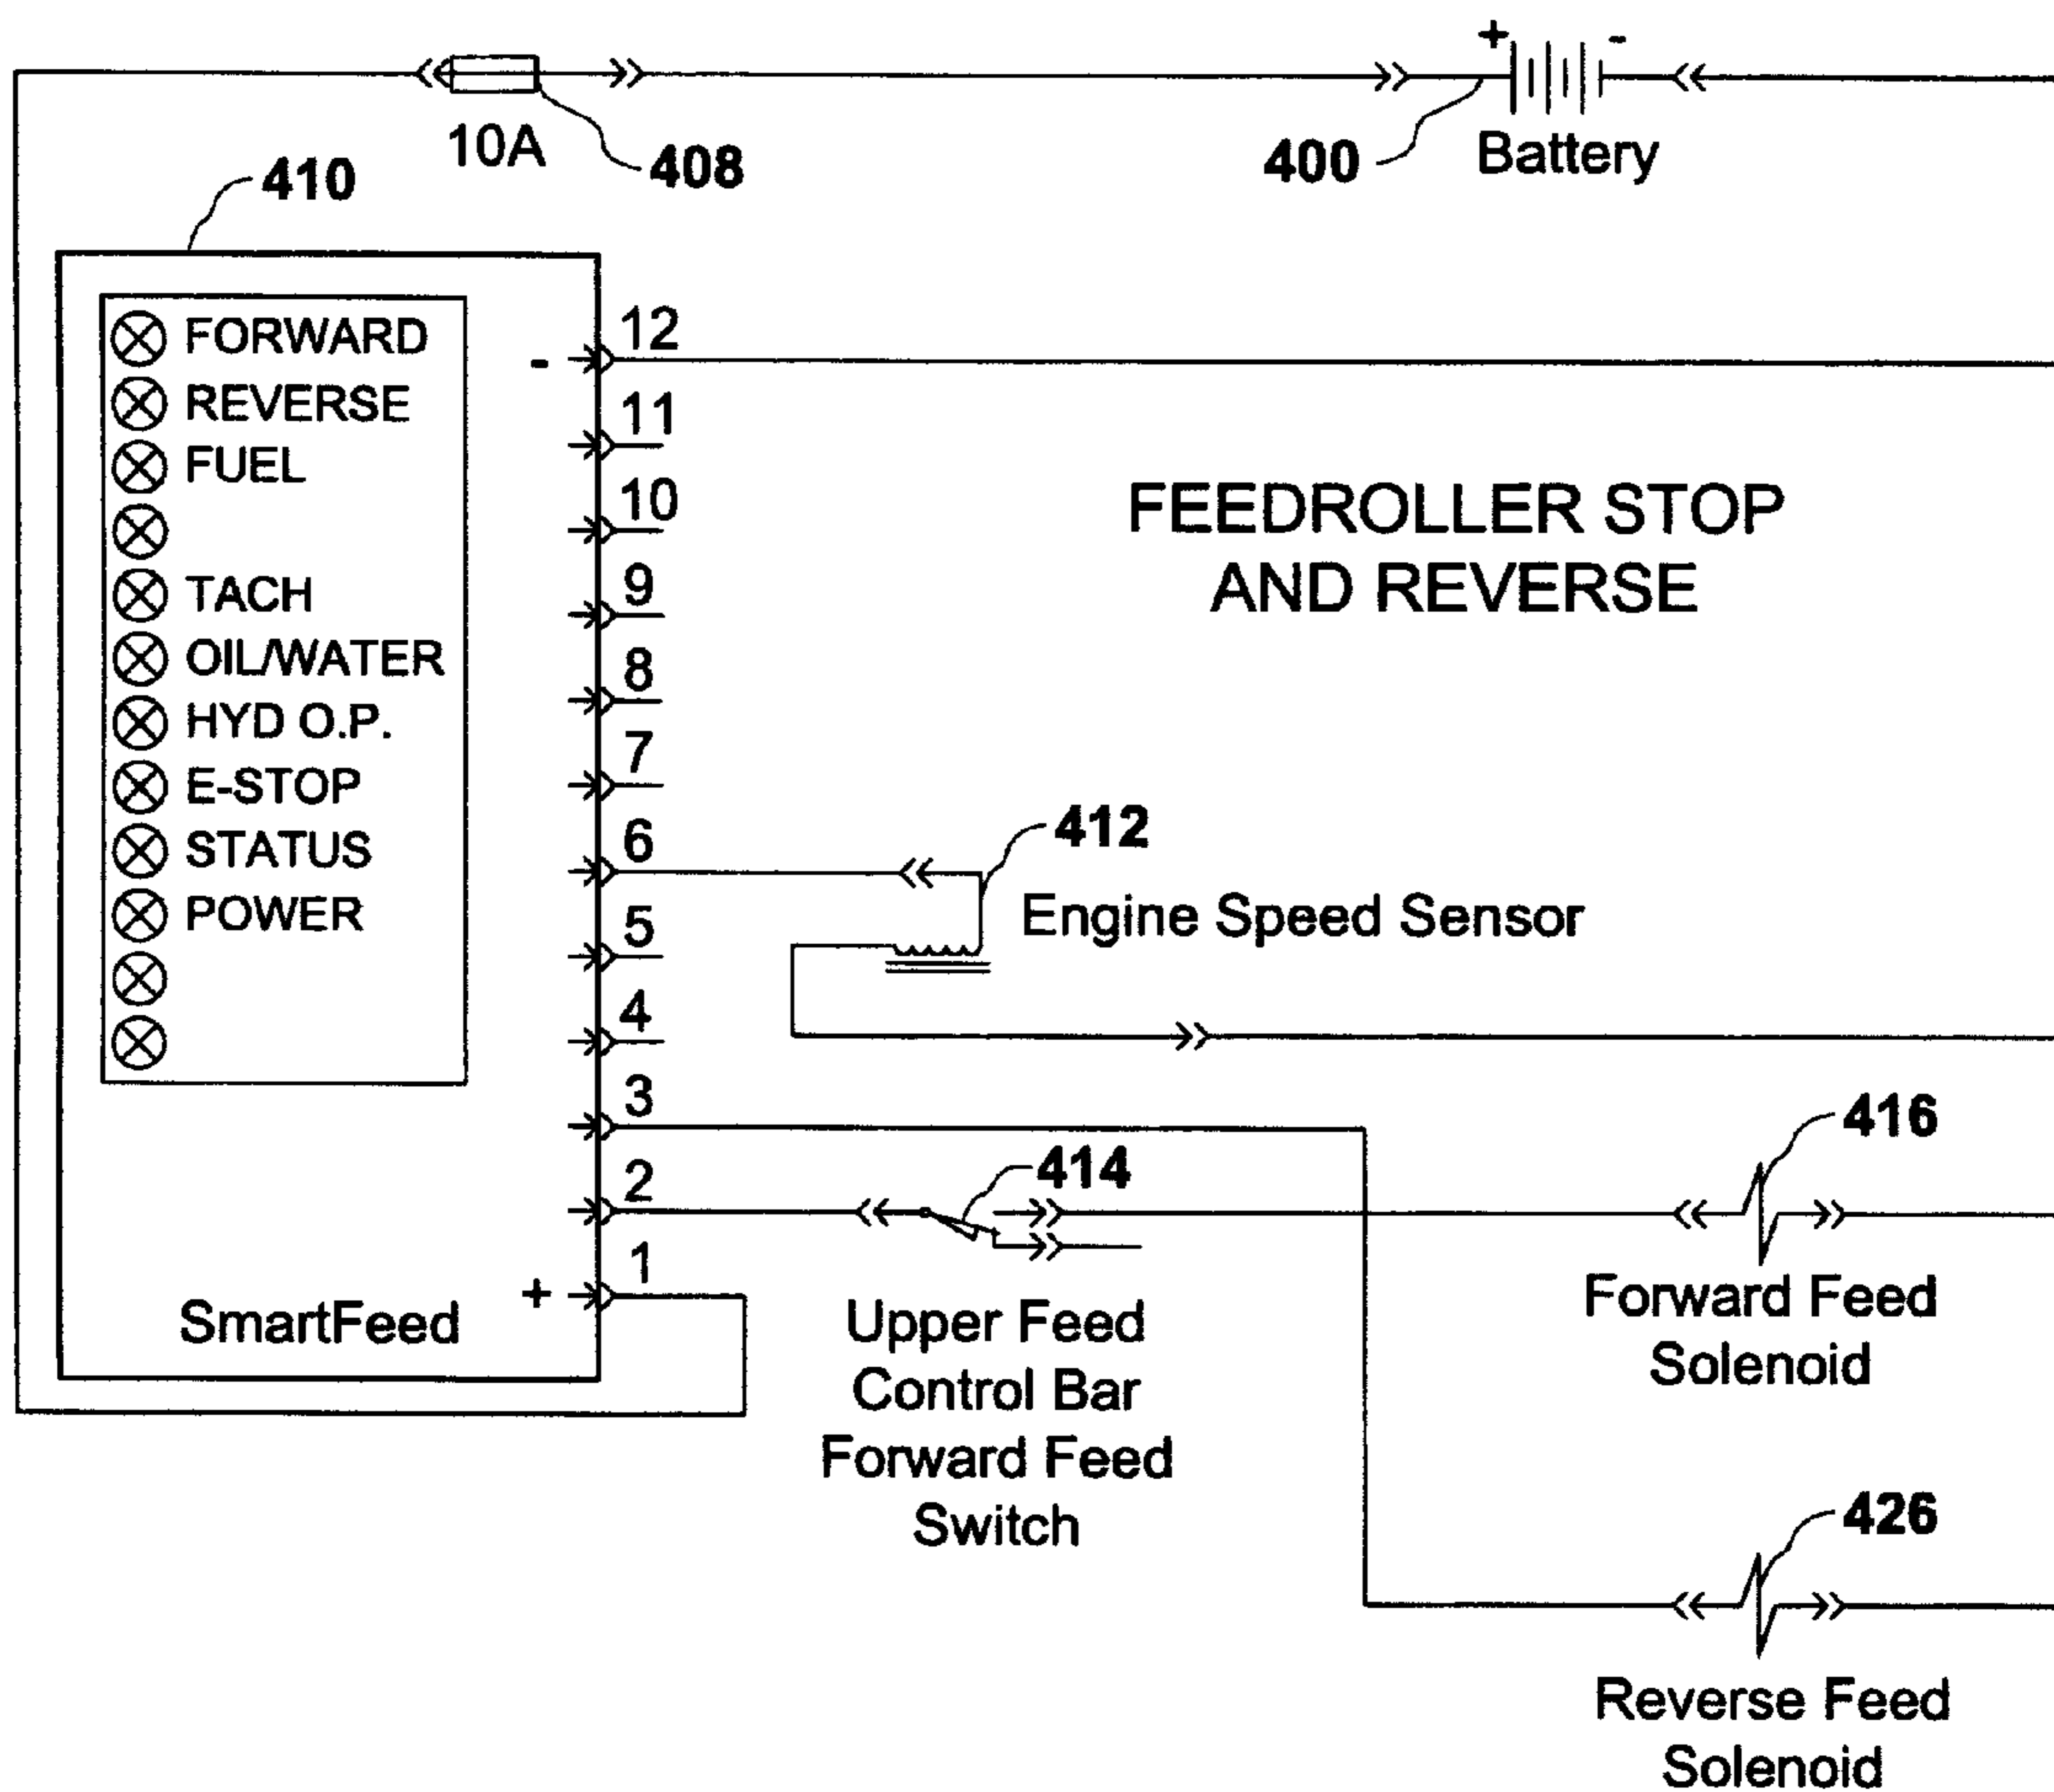 + -
10A 408 400 Battery
410
FORWARD
REVERSE
FUEL
TACH
OIL/WATER
HYD O.P.
E-STOP
STATUS
POWER
SmartFeed
- 12
11
10
9
8
7
6
5
4
3
2
+ 1
FEEDROLLER STOP
AND REVERSE
412
Engine Speed Sensor
414
Upper Feed
Control Bar
Forward Feed
Switch
416
Forward Feed
Solenoid
426
Reverse Feed
Solenoid